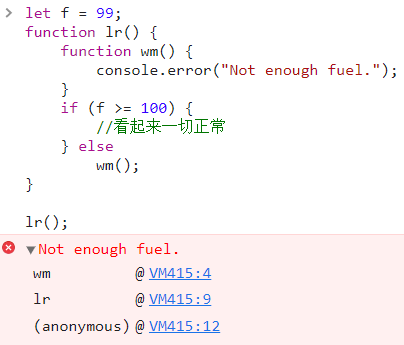 let f = 99;
function lr() {
    function wm() {
        console.error("Not enough fuel.");
    }
    if (f >= 100) {
        //看起来一切正常
    } else
        wm();
}
lr();
Not enough fuel.
wm @ VM415:4
lr @ VM415:9
(anonymous) @ VM415:12